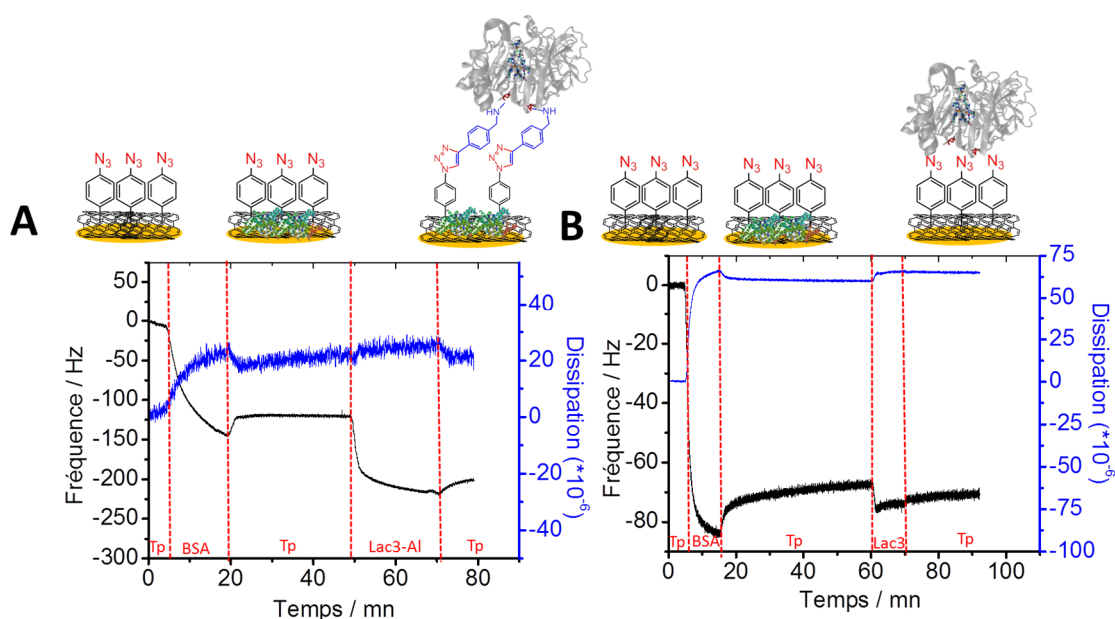 HN
NH
N₃ N₃ N₃
N₃ N₃ N₃
N₃ N₃ N₃
N₃ N₃ N₃
N₃ N₃ N₃
N=N
N
N=N
N
A
B
50
0
-50
-100
-150
-200
-250
-300
Fréquence / Hz
40
20
0
-20
-40
Dissipation (*10⁻⁶)
Tp BSA Tp Lac3-Al Tp
0 20 40 60 80
Temps / mn
0
-20
-40
-60
-80
Fréquence / Hz
75
50
25
0
-25
-50
-75
-100
Dissipation (*10⁻⁶)
Tp BSA Tp Lac3 Tp
0 20 40 60 80 100
Temps / mn